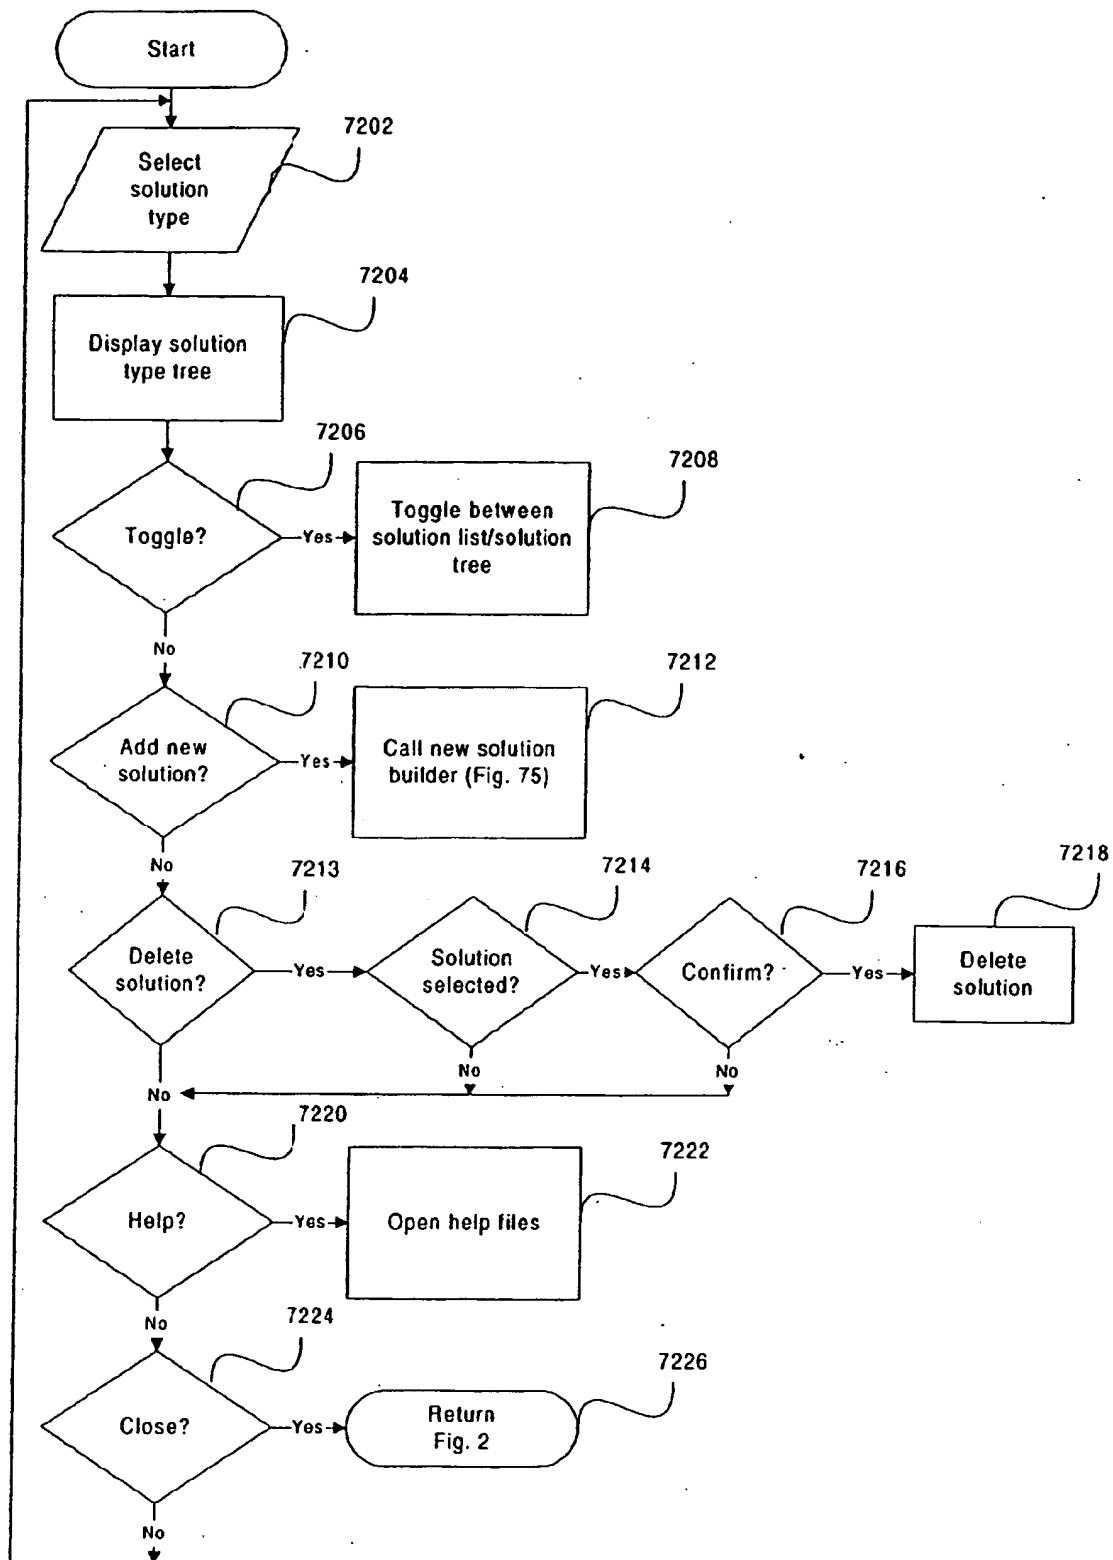 Start
7202
Select
solution
type
7204
Display solution
type tree
7206
Toggle?
Yes
7208
Toggle between
solution list/solution
tree
No
7210
Add new
solution?
Yes
7212
Call new solution
builder (Fig. 75)
No
7213
Delete
solution?
Yes
7214
Solution
selected?
Yes
7216
Confirm?
Yes
7218
Delete
solution
No
No
No
7220
Help?
Yes
7222
Open help files
No
7224
Close?
Yes
7226
Return
Fig. 2
No